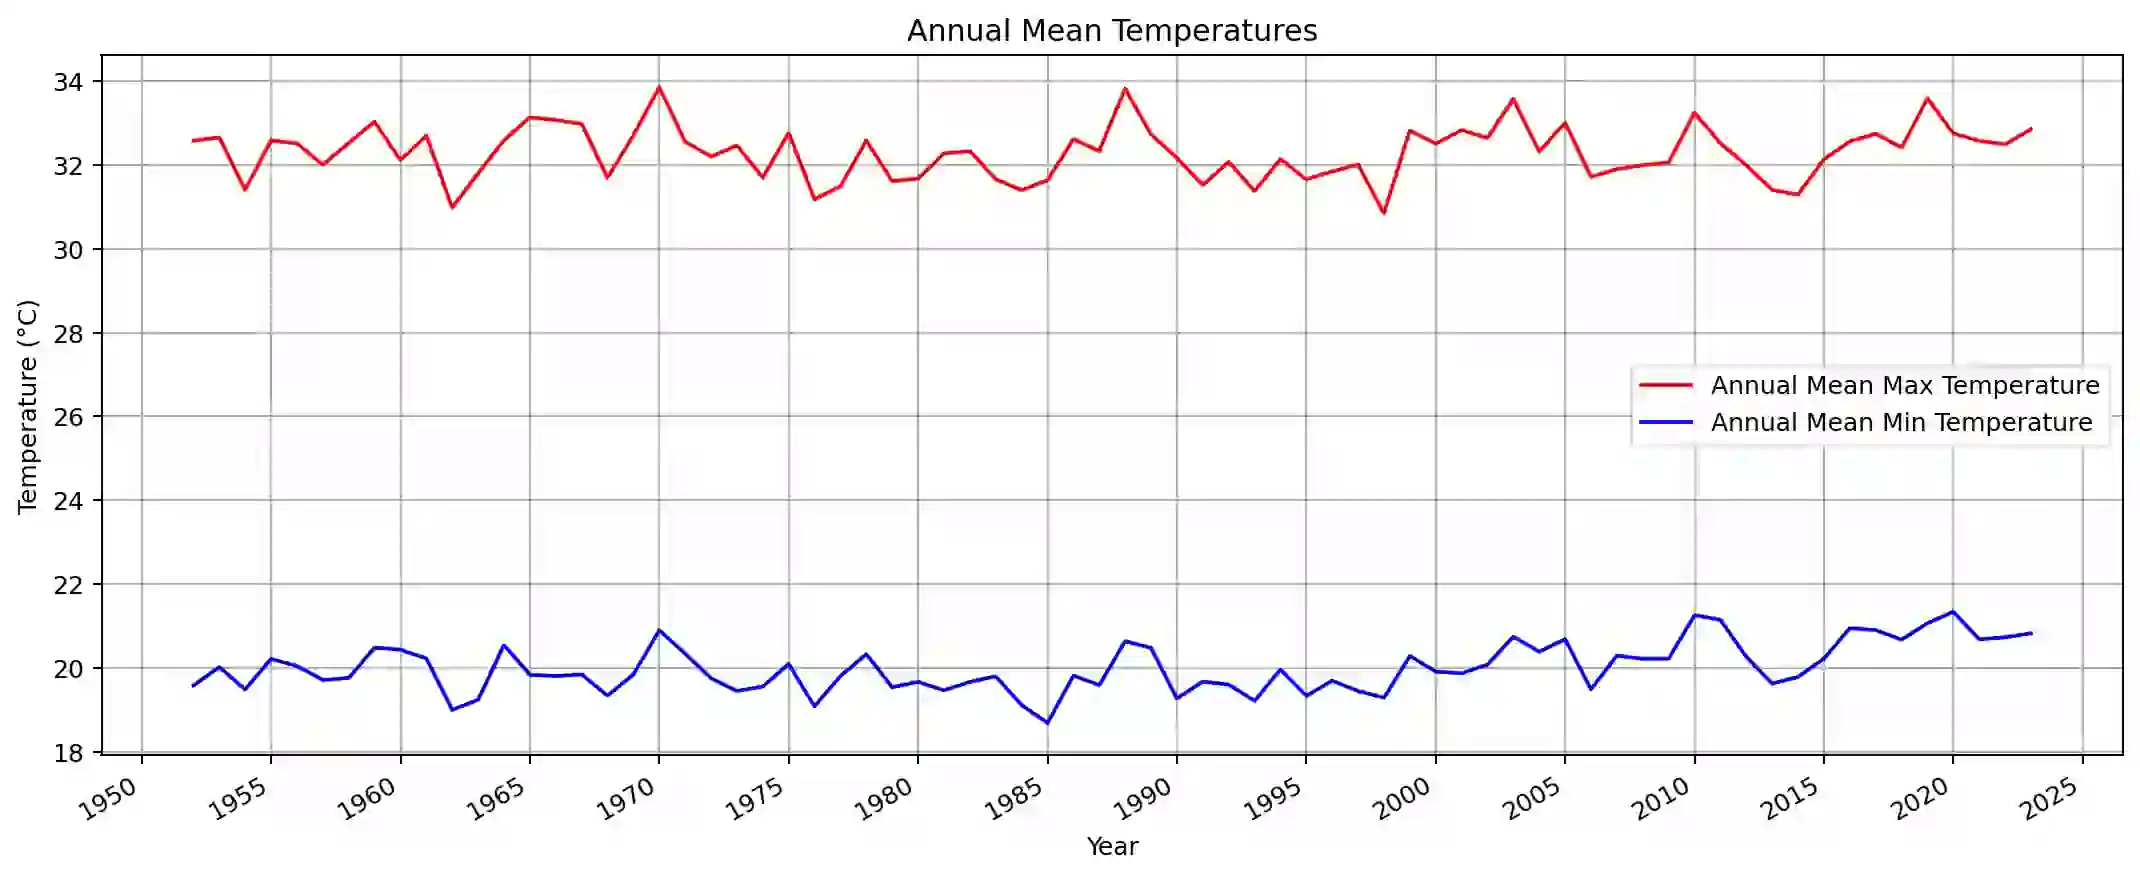 Annual Mean Temperatures
Temperature (°C)
34
32
30
28
26
24
22
20
18
Annual Mean Max Temperature
Annual Mean Min Temperature
1950 1955 1960 1965 1970 1975 1980 1985 1990 1995 2000 2005 2010 2015 2020 2025
Year